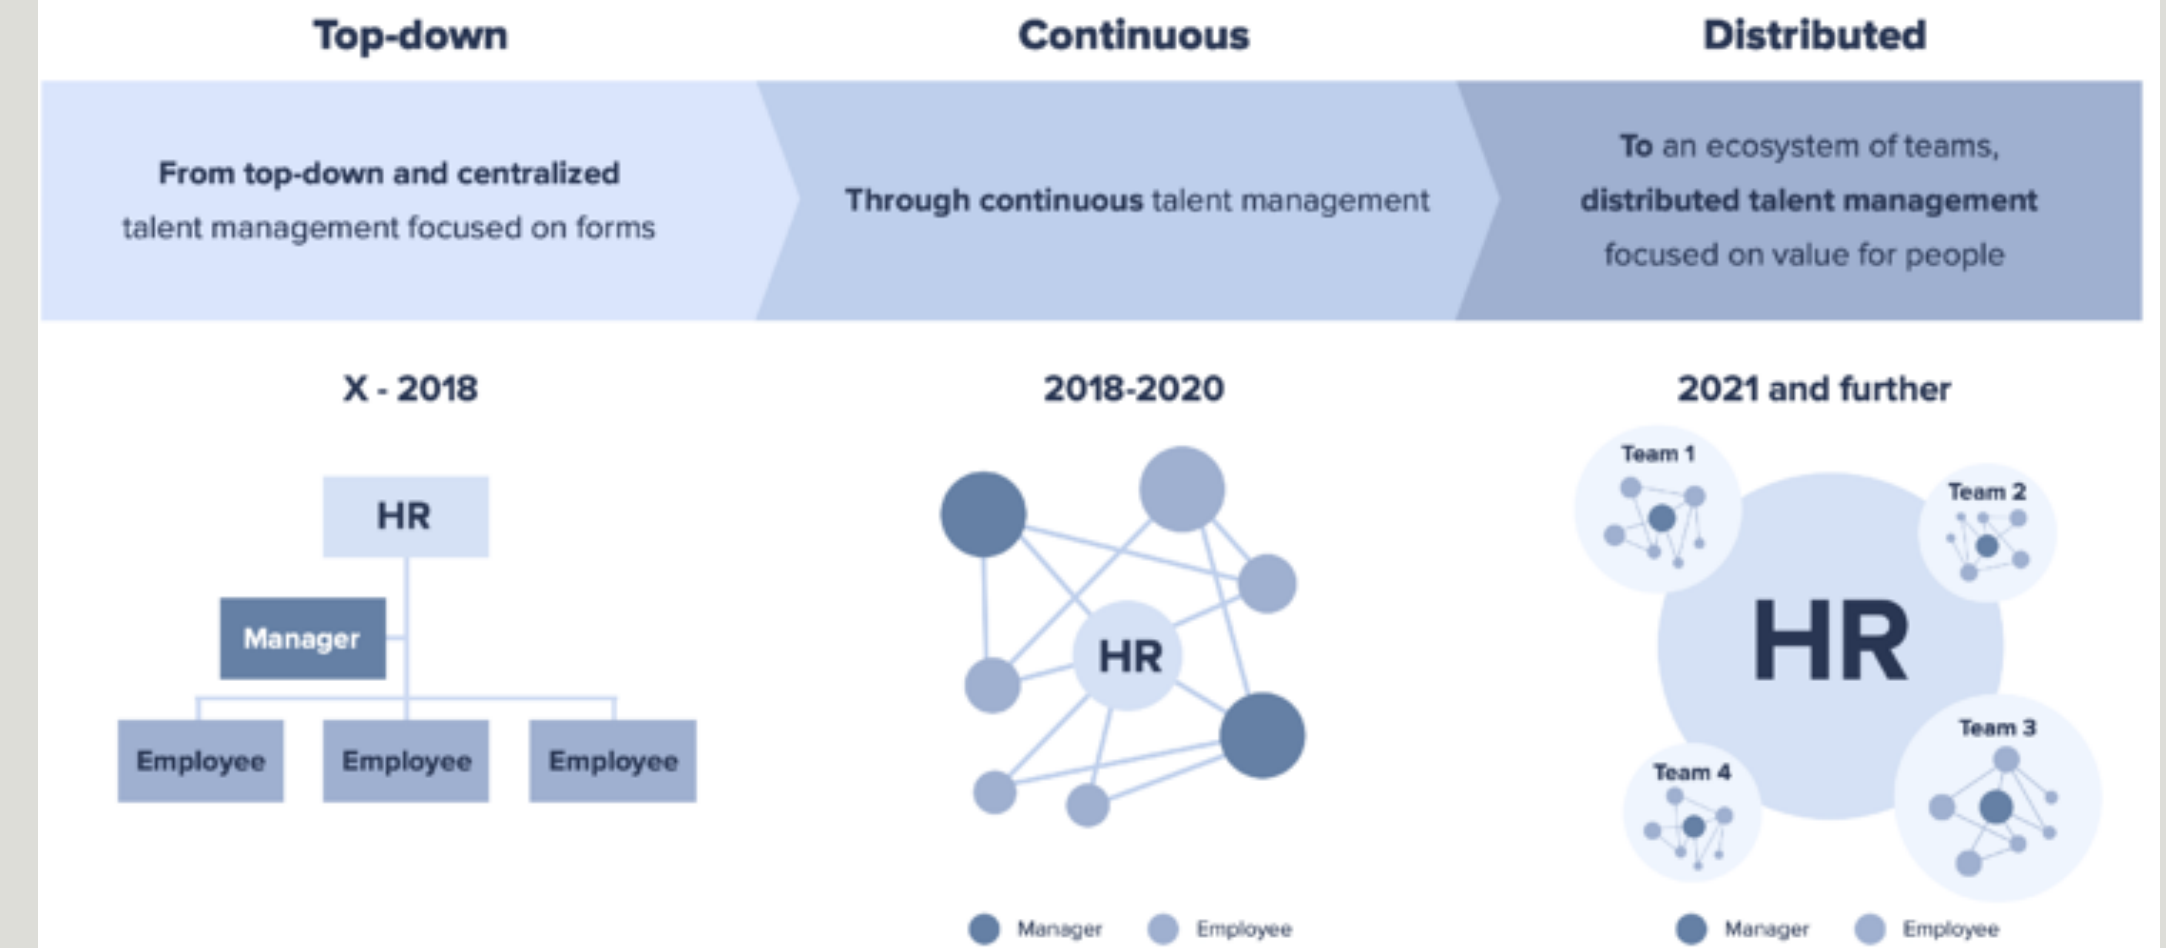 Top-down
Continuous
Distributed
From top-down and centralized
talent management focused on forms
Through continuous talent management
To an ecosystem of teams,
distributed talent management
focused on value for people
X - 2018
2018-2020
2021 and further
HR
Manager
Employee
Employee
Employee
HR
Manager
Employee
Team 1
Team 2
HR
Team 3
Team 4
Manager
Employee